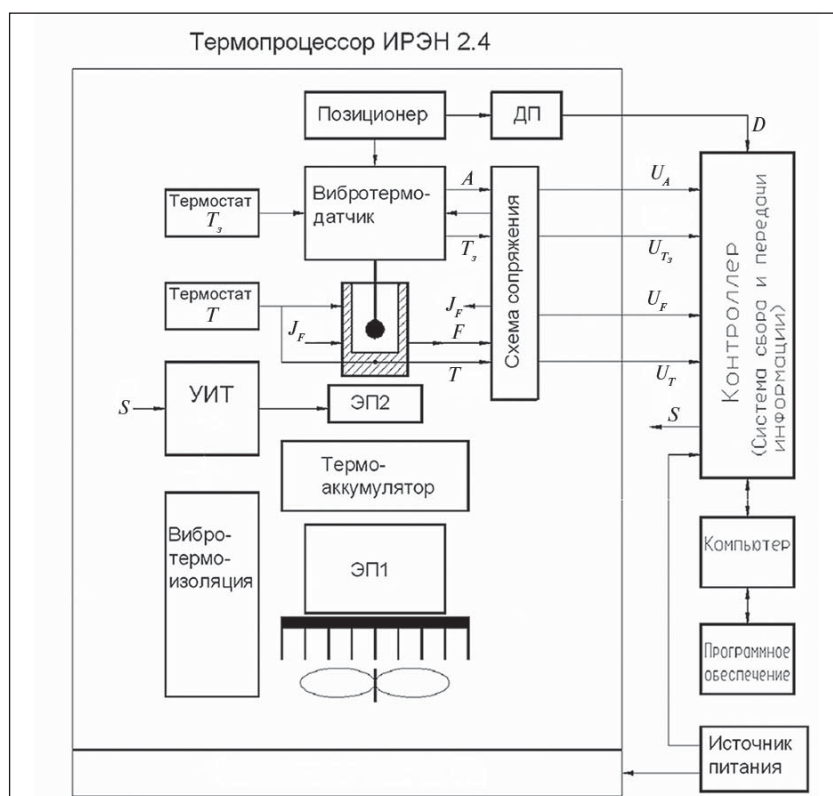 Термопроцессор ИРЭН 2.4
Позиционер
ДП
D
Вибротермо-
датчик
A
Tз
Термостат
Tз
Термостат
T
JF
JF
F
T
Схема сопряжения
UA
UTз
UF
UT
S
Контроллер
(Система сбора и передачи
информации)
S
УИТ
ЭП2
Термо-
аккумулятор
Вибро-
термо-
изоляция
ЭП1
Компьютер
Программное
обеспечение
Источник
питания